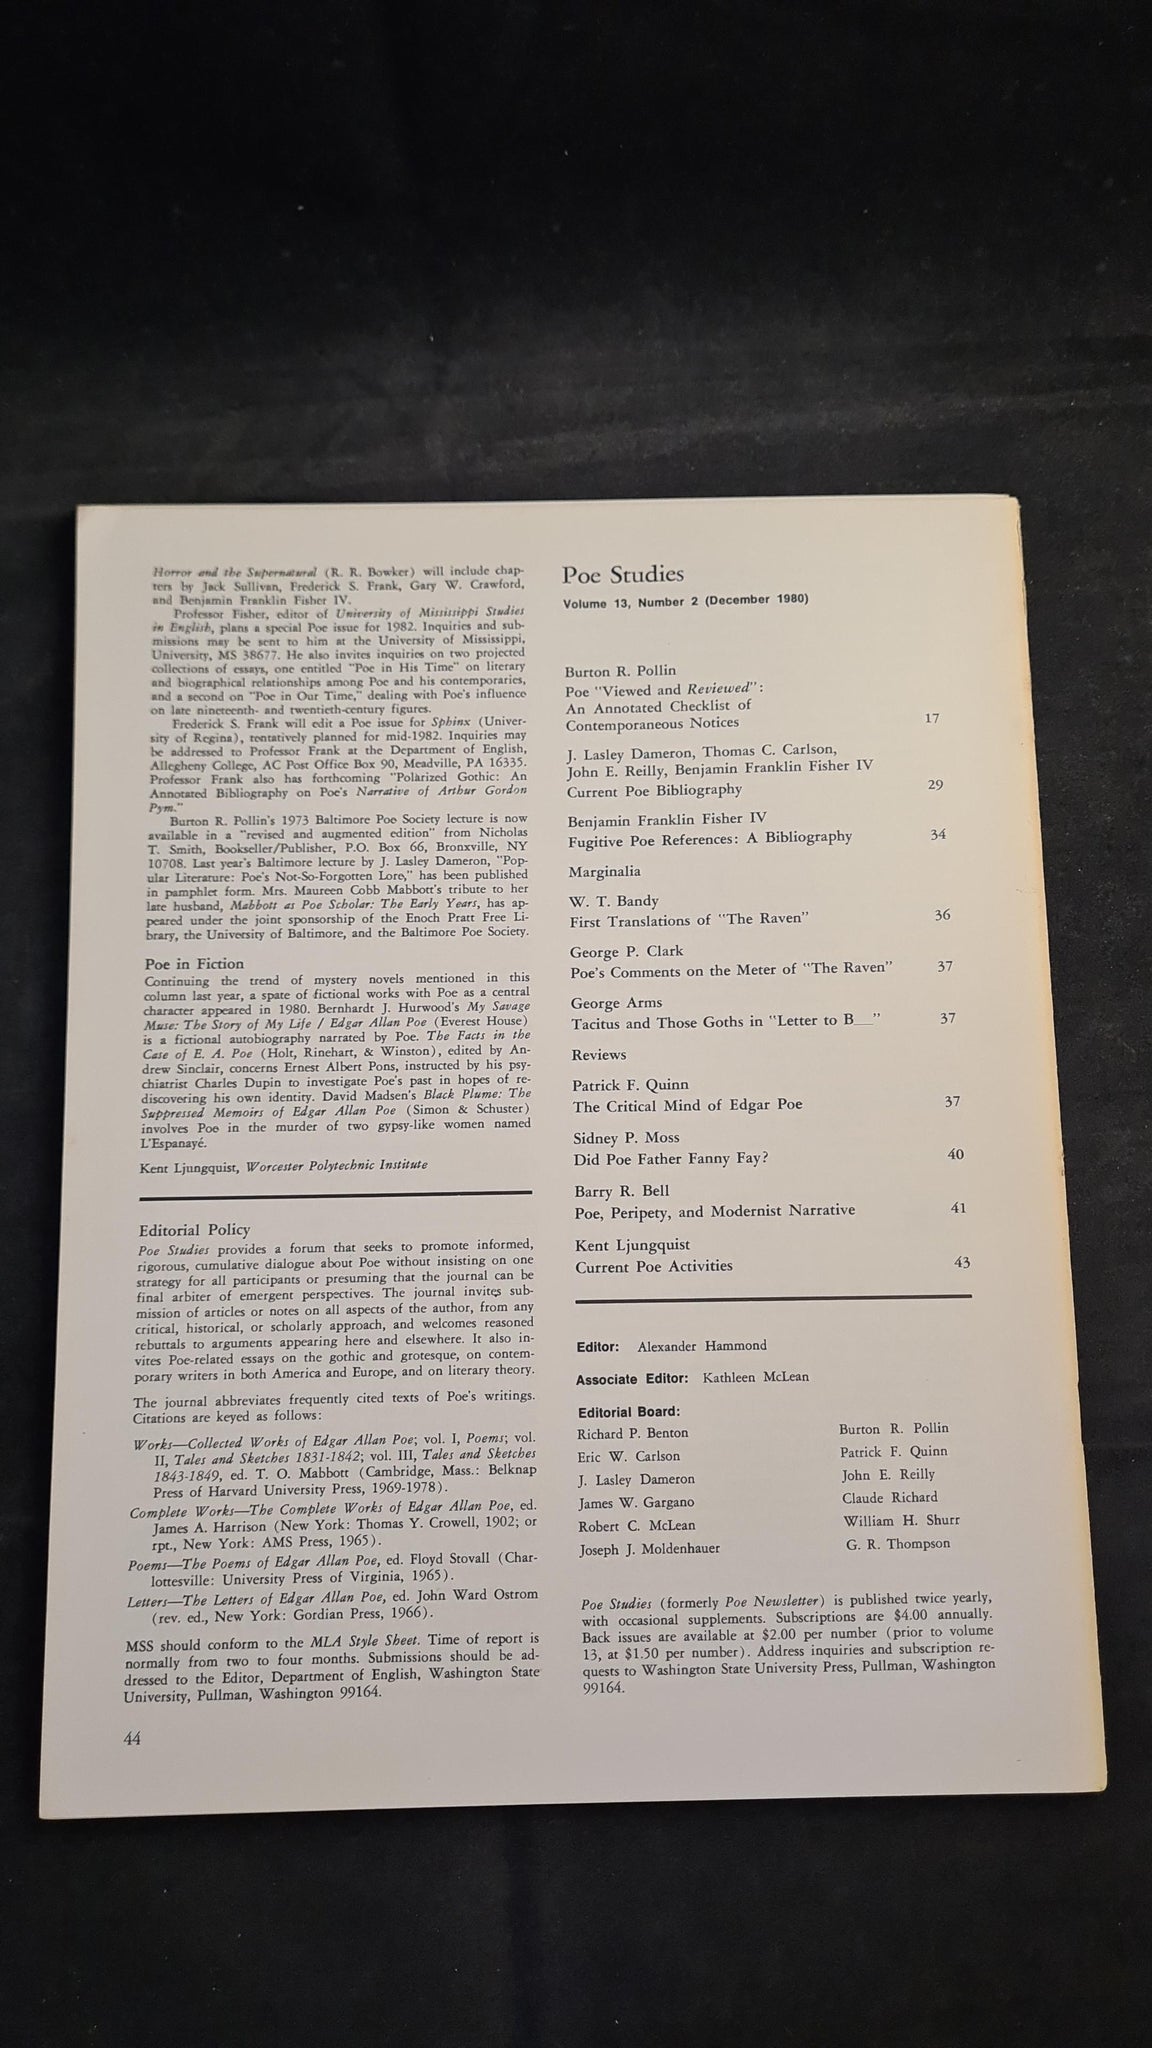 Horror and the Supernatural (R. R. Bowker) will include chap-
ters by Jack Sullivan, Frederick S. Frank, Gary W. Crawford,
and Benjamin Franklin Fisher IV.
Professor Fisher, editor of University of Mississippi Studies
in English, plans a special Poe issue for 1982. Inquiries and sub-
missions may be sent to him at the University of Mississippi,
University, MS 38677. He also invites inquiries on two projected
collections of essays, one entitled "Poe in His Time" on literary
and biographical relationships among Poe and his contemporaries,
and a second on "Poe in Our Time," dealing with Poe's influence
on late nineteenth- and twentieth-century figures.
Frederick S. Frank will edit a Poe issue for Sphinx (Univer-
sity of Regina), tentatively planned for mid-1982. Inquiries may
be addressed to Professor Frank at the Department of English,
Allegheny College, AC Post Office Box 90, Meadville, PA 16335.
Professor Frank also has forthcoming "Polarized Gothic: An
Annotated Bibliography on Poe's Narrative of Arthur Gordon
Pym."
Burton R. Pollin's 1973 Baltimore Poe Society lecture is now
available in a "revised and augmented edition" from Nicholas
T. Smith, Bookseller/Publisher, P.O. Box 66, Bronxville, NY
10708. Last year's Baltimore lecture by J. Lasley Dameron, "Pop-
ular Literature: Poe's Not-So-Forgotten Lore," has been published
in pamphlet form. Mrs. Maureen Cobb Mabbott's tribute to her
late husband, Mabbott as Poe Scholar: The Early Years, has ap-
peared under the joint sponsorship of the Enoch Pratt Free Li-
brary, the University of Baltimore, and the Baltimore Poe Society.
Poe in Fiction
Continuing the trend of mystery novels mentioned in this
column last year, a spate of fictional works with Poe as a central
character appeared in 1980. Bernhardt J. Hurwood's My Savage
Muse: The Story of My Life / Edgar Allan Poe (Everest House)
is a fictional autobiography narrated by Poe. The Facts in the
Case of E. A. Poe (Holt, Rinehart, & Winston), edited by An-
drew Sinclair, concerns Ernest Albert Pons, instructed by his psy-
chiatrist Charles Dupin to investigate Poe's past in hopes of re-
discovering his own identity. David Madsen's Black Plume: The
Suppressed Memoirs of Edgar Allan Poe (Simon & Schuster)
involves Poe in the murder of two gypsy-like women named
L'Espanayé.
Kent Ljungquist, Worcester Polytechnic Institute
Editorial Policy
Poe Studies provides a forum that seeks to promote informed,
rigorous, cumulative dialogue about Poe without insisting on one
strategy for all participants or presuming that the journal can be
final arbiter of emergent perspectives. The journal invites sub-
mission of articles or notes on all aspects of the author, from any
critical, historical, or scholarly approach, and welcomes reasoned
rebuttals to arguments appearing here and elsewhere. It also in-
vites Poe-related essays on the gothic and grotesque, on contem-
porary writers in both America and Europe, and on literary theory.
The journal abbreviates frequently cited texts of Poe's writings.
Citations are keyed as follows:
Works—Collected Works of Edgar Allan Poe; vol. I, Poems; vol.
II, Tales and Sketches 1831-1842; vol. III, Tales and Sketches
1843-1849, ed. T. O. Mabbott (Cambridge, Mass.: Belknap
Press of Harvard University Press, 1969-1978).
Complete Works—The Complete Works of Edgar Allan Poe, ed.
James A. Harrison (New York: Thomas Y. Crowell, 1902; or
rpt., New York: AMS Press, 1965).
Poems—The Poems of Edgar Allan Poe, ed. Floyd Stovall (Char-
lottesville: University Press of Virginia, 1965).
Letters—The Letters of Edgar Allan Poe, ed. John Ward Ostrom
(rev. ed., New York: Gordian Press, 1966).
MSS should conform to the MLA Style Sheet. Time of report is
normally from two to four months. Submissions should be ad-
dressed to the Editor, Department of English, Washington State
University, Pullman, Washington 99164.
44
Poe Studies
Volume 13, Number 2 (December 1980)
Burton R. Pollin
Poe "Viewed and Reviewed":
An Annotated Checklist of
Contemporaneous Notices 17
J. Lasley Dameron, Thomas C. Carlson,
John E. Reilly, Benjamin Franklin Fisher IV
Current Poe Bibliography 29
Benjamin Franklin Fisher IV
Fugitive Poe References: A Bibliography 34
Marginalia
W. T. Bandy
First Translations of "The Raven" 36
George P. Clark
Poe's Comments on the Meter of "The Raven" 37
George Arms
Tacitus and Those Goths in "Letter to B__" 37
Reviews
Patrick F. Quinn
The Critical Mind of Edgar Poe 37
Sidney P. Moss
Did Poe Father Fanny Fay? 40
Barry R. Bell
Poe, Peripety, and Modernist Narrative 41
Kent Ljungquist
Current Poe Activities 43
Editor: Alexander Hammond
Associate Editor: Kathleen McLean
Editorial Board:
Richard P. Benton
Eric W. Carlson
J. Lasley Dameron
James W. Gargano
Robert C. McLean
Joseph J. Moldenhauer
Burton R. Pollin
Patrick F. Quinn
John E. Reilly
Claude Richard
William H. Shurr
G. R. Thompson
Poe Studies (formerly Poe Newsletter) is published twice yearly,
with occasional supplements. Subscriptions are $4.00 annually.
Back issues are available at $2.00 per number (prior to volume
13, at $1.50 per number). Address inquiries and subscription re-
quests to Washington State University Press, Pullman, Washington
99164.